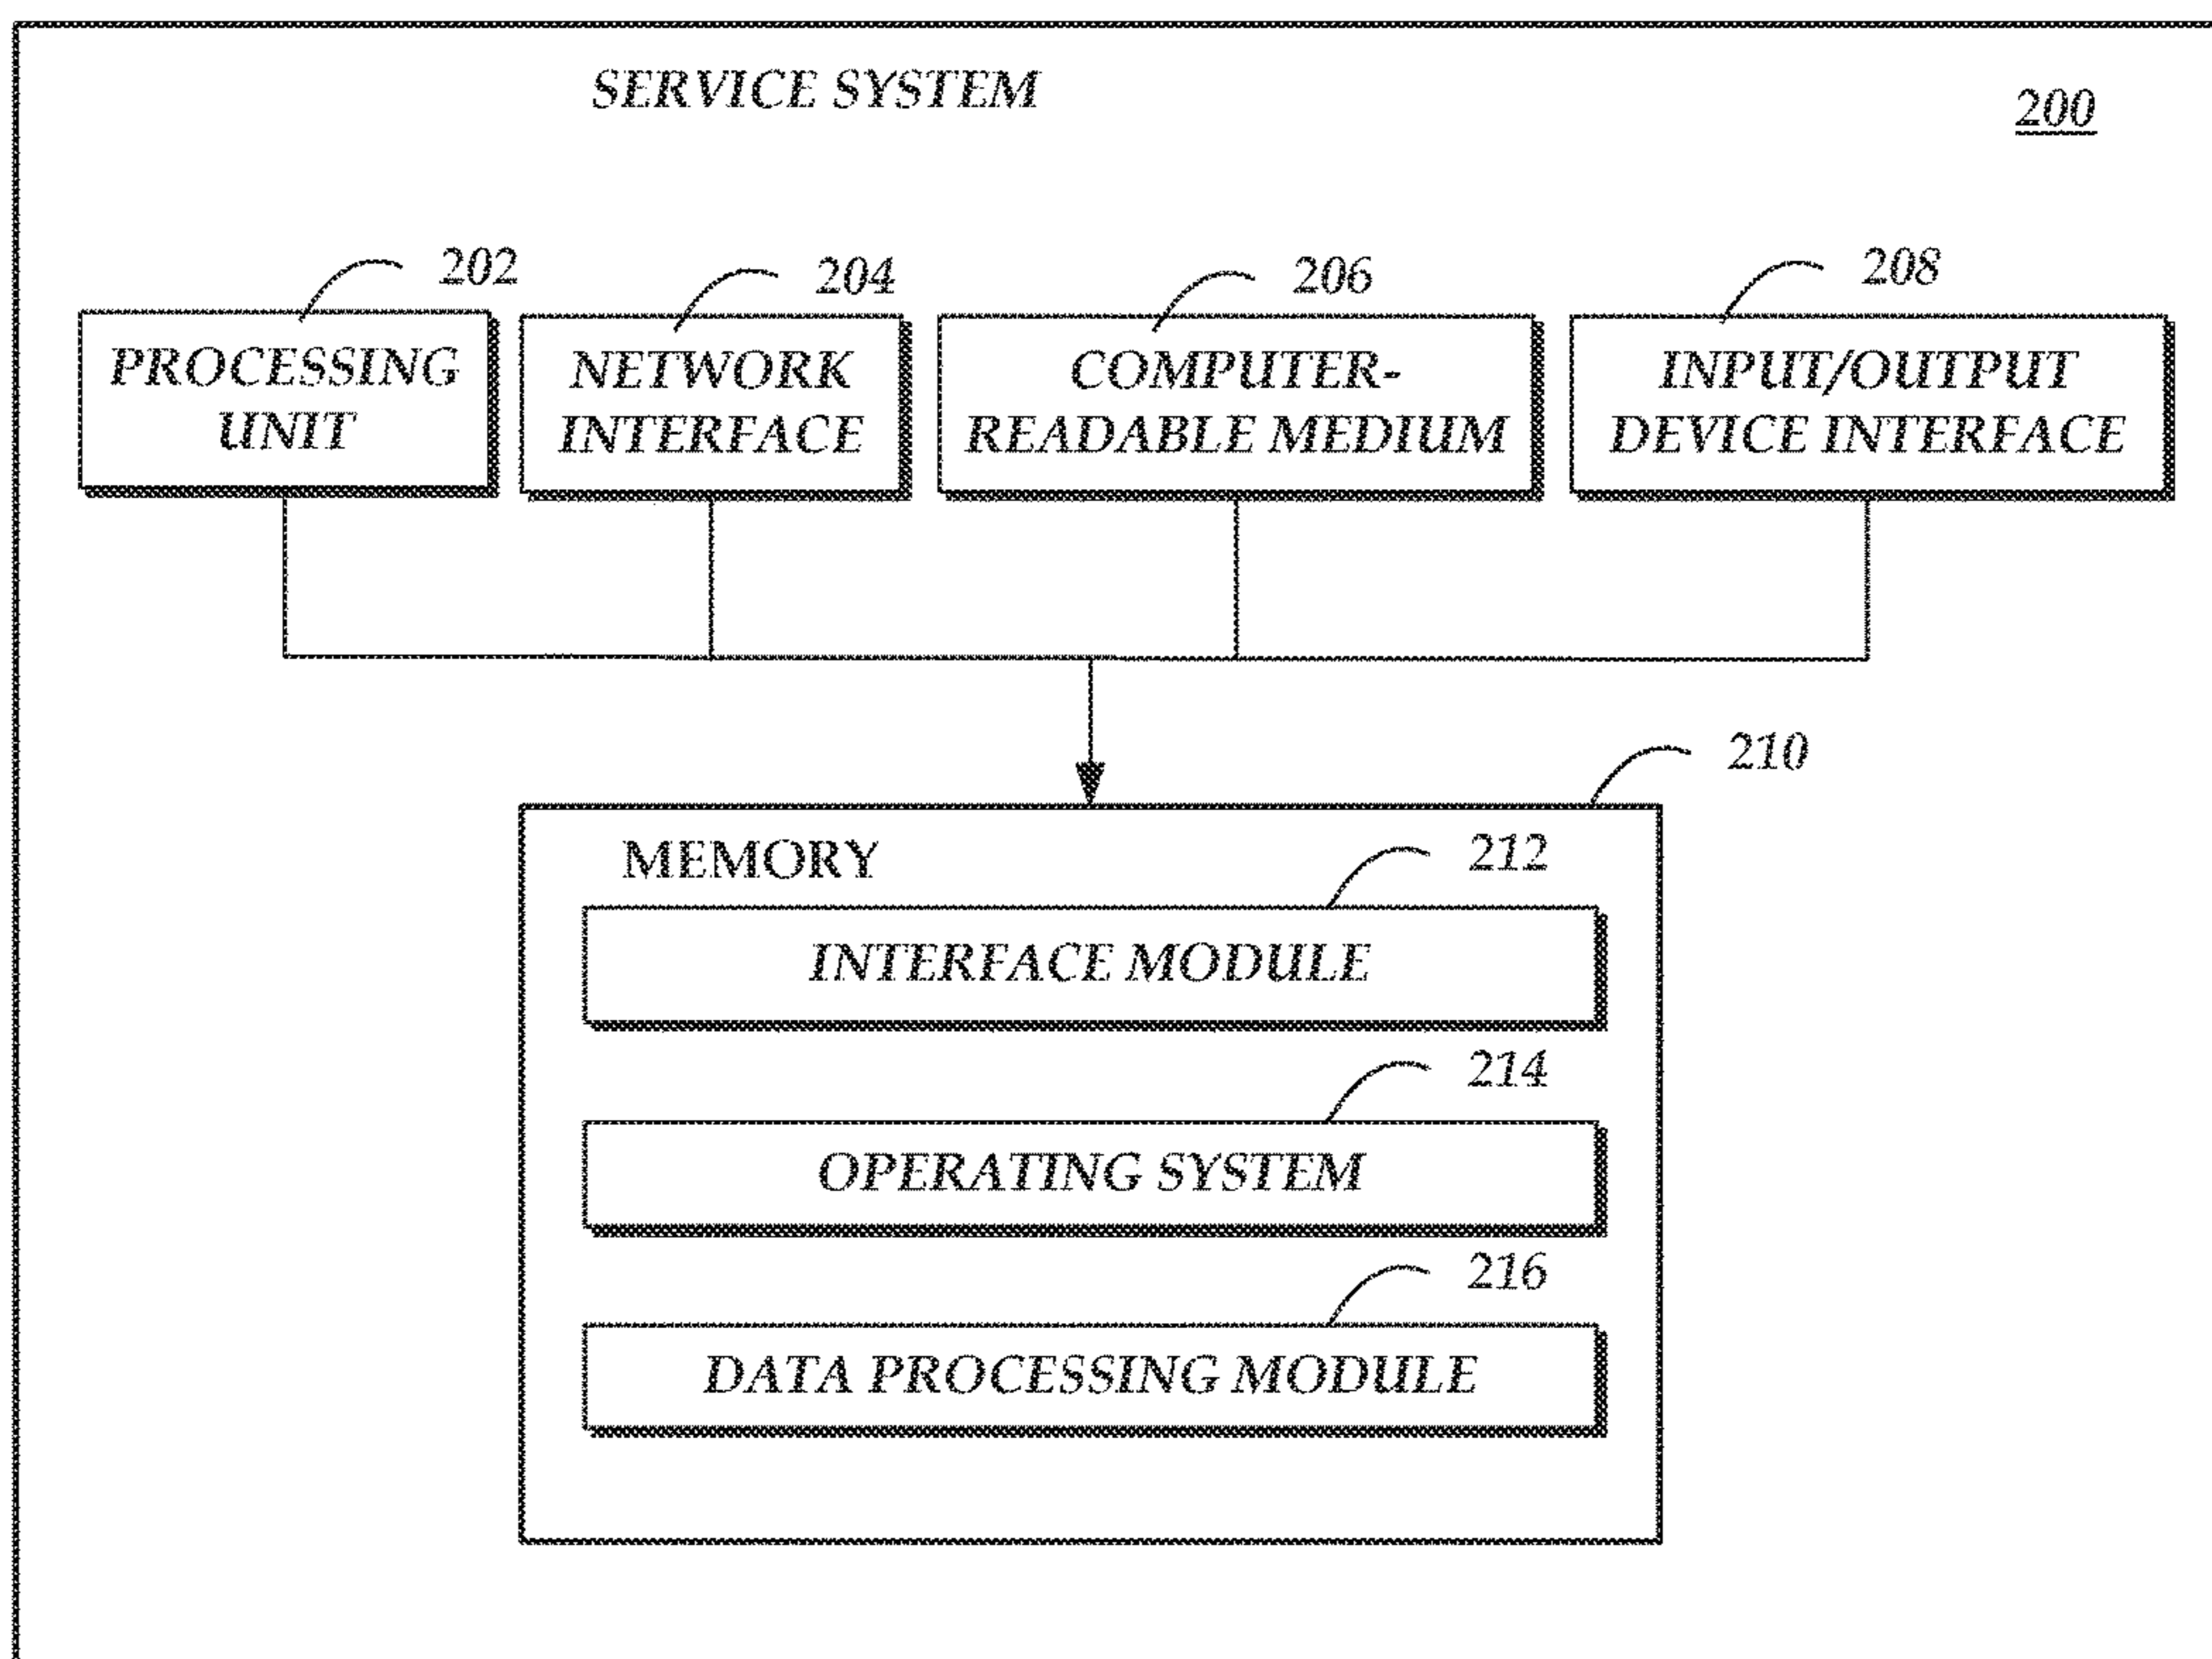 SERVICE SYSTEM
200
202
204
206
208
PROCESSING
UNIT
NETWORK
INTERFACE
COMPUTER-
READABLE MEDIUM
INPUT/OUTPUT
DEVICE INTERFACE
210
MEMORY
212
INTERFACE MODULE
214
OPERATING SYSTEM
216
DATA PROCESSING MODULE